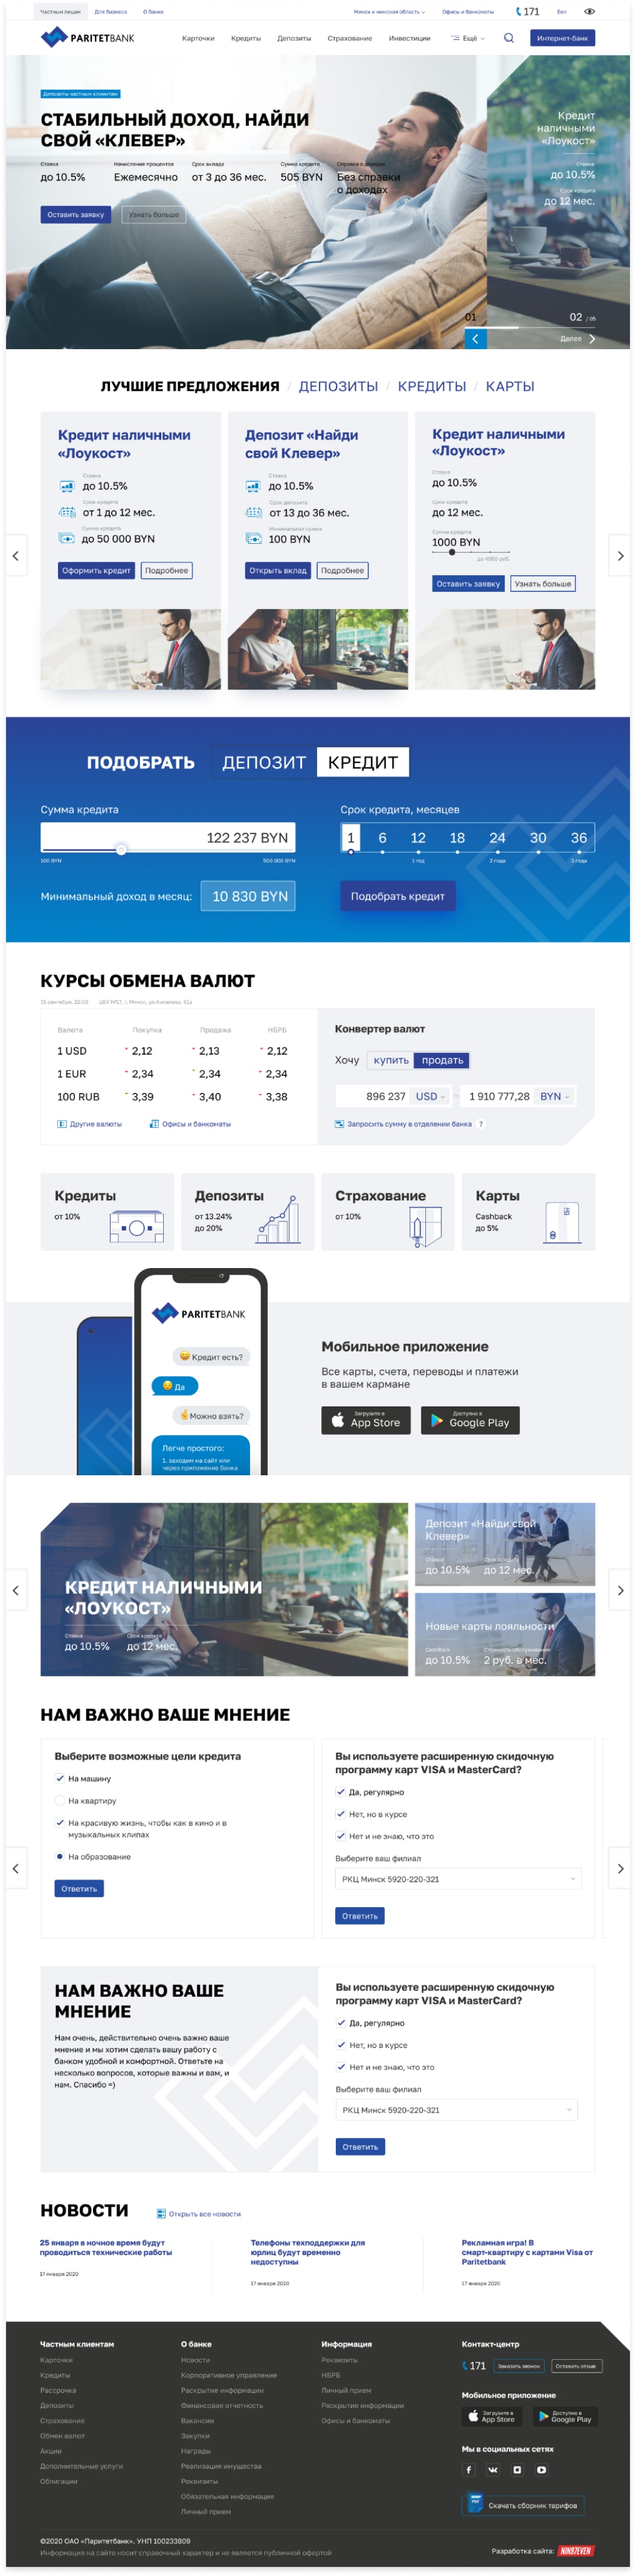 Частным лицам
Для бизнеса
О банке
Минск и минская область
Офисы и банкоматы
171
Бел
PARITETBANK
Карточки
Кредиты
Депозиты
Страхование
Инвестиции
Ещё
Интернет-банк
Депозиты частным клиентам
СТАБИЛЬНЫЙ ДОХОД, НАЙДИ
СВОЙ «КЛЕВЕР»
Ставка
Начисление процентов
Срок вклада
Сумма кредита
Справка о доходах
до 10.5%
Ежемесячно
от 3 до 36 мес.
505 BYN
Без справки
о доходах
Оставить заявку
Узнать больше
Кредит
наличными
«Лоукост»
Ставка
до 10.5%
Срок кредита
до 12 мес.
01
02 / 05
Далее
ЛУЧШИЕ ПРЕДЛОЖЕНИЯ / ДЕПОЗИТЫ / КРЕДИТЫ / КАРТЫ
Кредит наличными
«Лоукост»
Ставка
до 10.5%
Срок кредита
от 1 до 12 мес.
Сумма кредита
до 50 000 BYN
Оформить кредит
Подробнее
Депозит «Найди
свой Клевер»
Ставка
до 10.5%
Срок депозита
от 13 до 36 мес.
Минимальная сумма
100 BYN
Открыть вклад
Подробнее
Кредит наличными
«Лоукост»
Ставка
до 10.5%
Срок кредита
до 12 мес.
Сумма кредита
1000 BYN
до 4000 руб.
Оставить заявку
Узнать больше
ПОДОБРАТЬ
ДЕПОЗИТ
КРЕДИТ
Сумма кредита
122 237 BYN
100 BYN
500 000 BYN
Минимальный доход в месяц:
10 830 BYN
Срок кредита, месяцев
1 6 12 18 24 30 36
1 год
2 года
3 года
Подобрать кредит
КУРСЫ ОБМЕНА ВАЛЮТ
31 сентября, 22.03
ЦБУ №17, г. Минск, ул.Киселева, 61а
Валюта Покупка Продажа НБРБ
1 USD 2,12 2,13 2,12
1 EUR 2,34 2,34 2,34
100 RUB 3,39 3,40 3,38
Другие валюты
Офисы и банкоматы
Конвертер валют
Хочу
купить
продать
896 237 USD
1 910 777,28 BYN
Запросить сумму в отделении банка ?
Кредиты
от 10%
Депозиты
от 13.24%
до 20%
Страхование
от 10%
Карты
Cashback
до 5%
PARITETBANK
Кредит есть?
Да
Можно взять?
Легче простого:
1. заходим на сайт или
через приложение банка
Мобильное приложение
Все карты, счета, переводы и платежи
в вашем кармане
Загрузите в
App Store
Доступно в
Google Play
КРЕДИТ НАЛИЧНЫМИ
«ЛОУКОСТ»
Ставка
Срок кредита
до 10.5%
до 12 мес.
Депозит «Найди свой
Клевер»
Ставка
Срок кредита
до 10.5%
до 12 мес.
Новые карты лояльности
CashBack
Стоимость обслуживания
до 10.5%
2 руб. в мес.
НАМ ВАЖНО ВАШЕ МНЕНИЕ
Выберите возможные цели кредита
На машину
На квартиру
На красивую жизнь, чтобы как в кино и в
музыкальных клипах
На образование
Ответить
Вы используете расширенную скидочную
программу карт VISA и MasterCard?
Да, регулярно
Нет, но в курсе
Нет и не знаю, что это
Выберите ваш филиал
РКЦ Минск 5920-220-321
Ответить
НАМ ВАЖНО ВАШЕ
МНЕНИЕ
Нам очень, действительно очень важно ваше
мнение и мы хотим сделать вашу работу с
банком удобной и комфортной. Ответьте на
несколько вопросов, которые важны и вам, и
нам. Спасибо =)
Вы используете расширенную скидочную
программу карт VISA и MasterCard?
Да, регулярно
Нет, но в курсе
Нет и не знаю, что это
Выберите ваш филиал
РКЦ Минск 5920-220-321
Ответить
НОВОСТИ
Открыть все новости
25 января в ночное время будут
проводиться технические работы
17 января 2020
Телефоны техподдержки для
юрлиц будут временно
недоступны
17 января 2020
Рекламная игра! В
смарт-квартиру с картами Visa от
Paritetbank
17 января 2020
Частным клиентам
Карточки
Кредиты
Рассрочка
Депозиты
Страхование
Обмен валют
Акции
Дополнительные услуги
Облигации
О банке
Новости
Корпоративное управление
Раскрытие информации
Финансовая отчетность
Вакансии
Закупки
Награды
Реализация имущества
Реквизиты
Обязательная информация
Личный прием
Информация
Реквизиты
НБРБ
Личный прием
Раскрытие информации
Офисы и банкоматы
Контакт-центр
171
Заказать звонок
Оставить отзыв
Мобильное приложение
Загрузите в
App Store
Доступно в
Google Play
Мы в социальных сетях
PDF
Скачать сборник тарифов
©2020 ОАО «Паритетбанк». УНП 100233809
Информация на сайте носит справочный характер и не является публичной офертой
Разработка сайта:
NINESEVEN